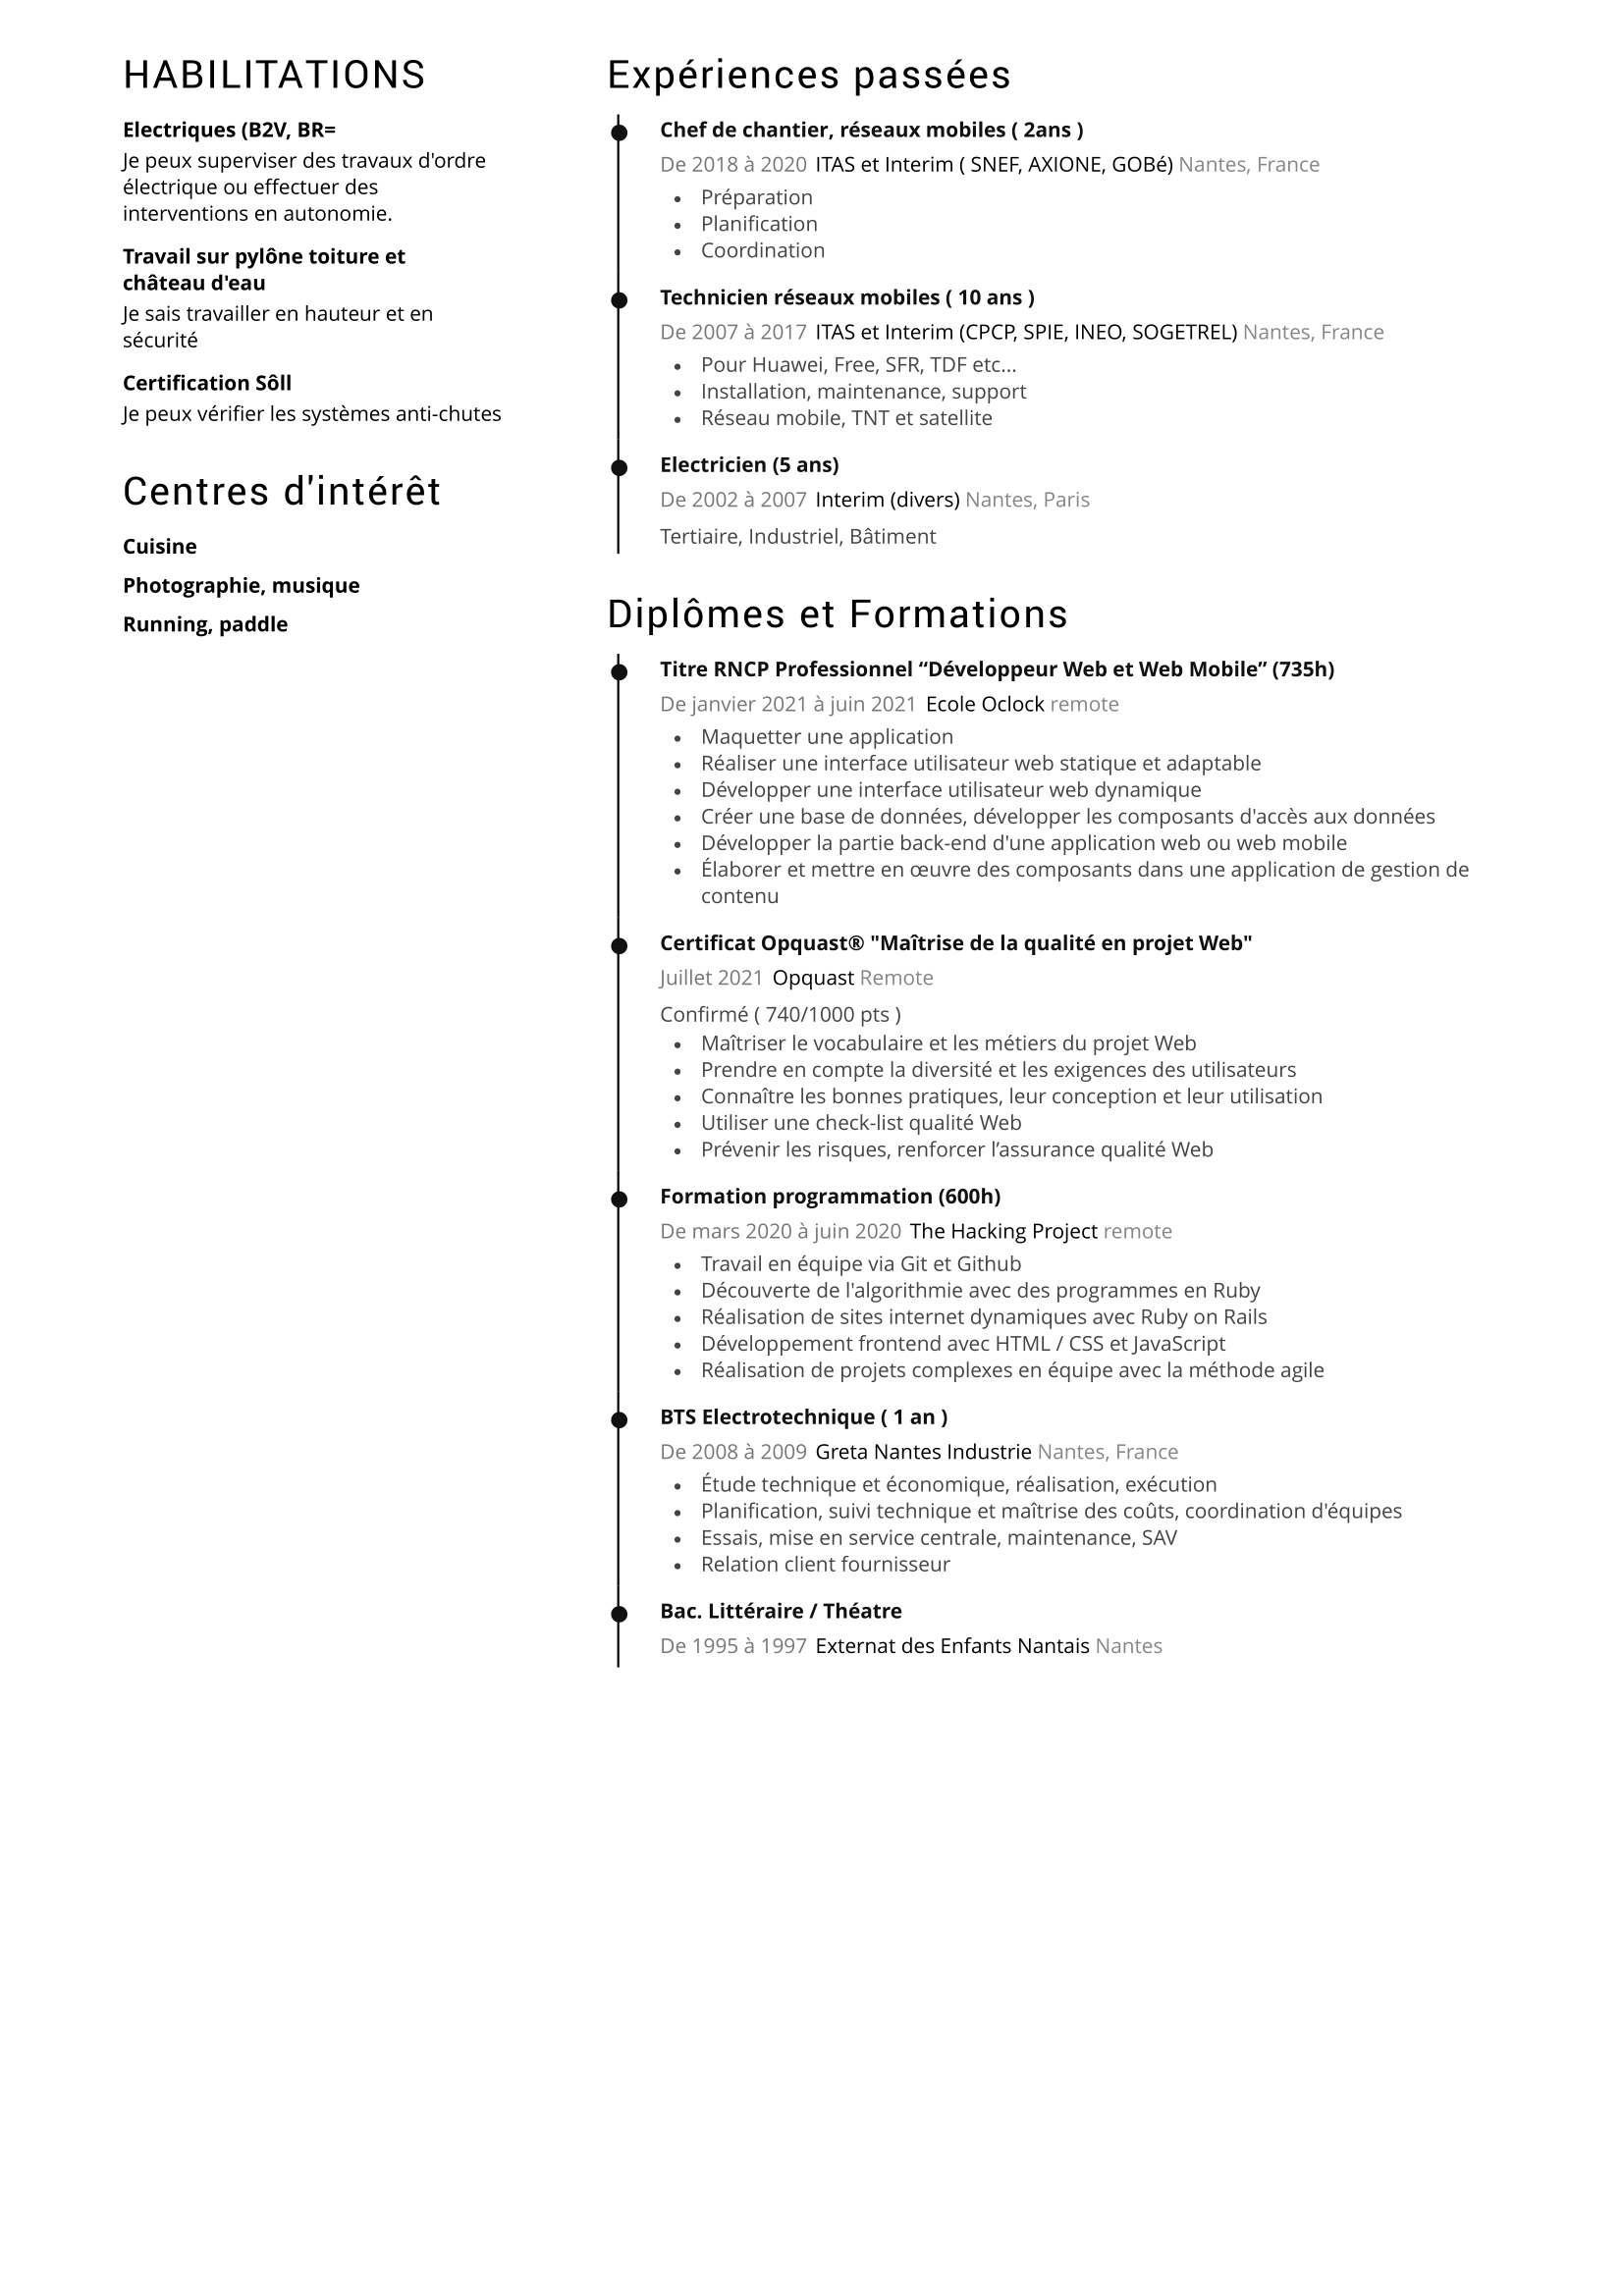 HABILITATIONS
Electriques (B2V, BR=
Je peux superviser des travaux d'ordre
électrique ou effectuer des
interventions en autonomie.
Travail sur pylône toiture et
château d'eau
Je sais travailler en hauteur et en
sécurité
Certification Sôll
Je peux vérifier les systèmes anti-chutes
Centres d'intérêt
Cuisine
Photographie, musique
Running, paddle
Expériences passées
Chef de chantier, réseaux mobiles ( 2ans )
De 2018 à 2020 ITAS et Interim ( SNEF, AXIONE, GOBé) Nantes, France
• Préparation
• Planification
• Coordination
Technicien réseaux mobiles ( 10 ans )
De 2007 à 2017 ITAS et Interim (CPCP, SPIE, INEO, SOGETREL) Nantes, France
• Pour Huawei, Free, SFR, TDF etc...
• Installation, maintenance, support
• Réseau mobile, TNT et satellite
Electricien (5 ans)
De 2002 à 2007 Interim (divers) Nantes, Paris
Tertiaire, Industriel, Bâtiment
Diplômes et Formations
Titre RNCP Professionnel “Développeur Web et Web Mobile” (735h)
De janvier 2021 à juin 2021 Ecole Oclock remote
• Maquetter une application
• Réaliser une interface utilisateur web statique et adaptable
• Développer une interface utilisateur web dynamique
• Créer une base de données, développer les composants d'accès aux données
• Développer la partie back-end d'une application web ou web mobile
• Élaborer et mettre en œuvre des composants dans une application de gestion de
contenu
Certificat Opquast® "Maîtrise de la qualité en projet Web"
Juillet 2021 Opquast Remote
Confirmé ( 740/1000 pts )
• Maîtriser le vocabulaire et les métiers du projet Web
• Prendre en compte la diversité et les exigences des utilisateurs
• Connaître les bonnes pratiques, leur conception et leur utilisation
• Utiliser une check-list qualité Web
• Prévenir les risques, renforcer l’assurance qualité Web
Formation programmation (600h)
De mars 2020 à juin 2020 The Hacking Project remote
• Travail en équipe via Git et Github
• Découverte de l'algorithmie avec des programmes en Ruby
• Réalisation de sites internet dynamiques avec Ruby on Rails
• Développement frontend avec HTML / CSS et JavaScript
• Réalisation de projets complexes en équipe avec la méthode agile
BTS Electrotechnique ( 1 an )
De 2008 à 2009 Greta Nantes Industrie Nantes, France
• Étude technique et économique, réalisation, exécution
• Planification, suivi technique et maîtrise des coûts, coordination d'équipes
• Essais, mise en service centrale, maintenance, SAV
• Relation client fournisseur
Bac. Littéraire / Théatre
De 1995 à 1997 Externat des Enfants Nantais Nantes